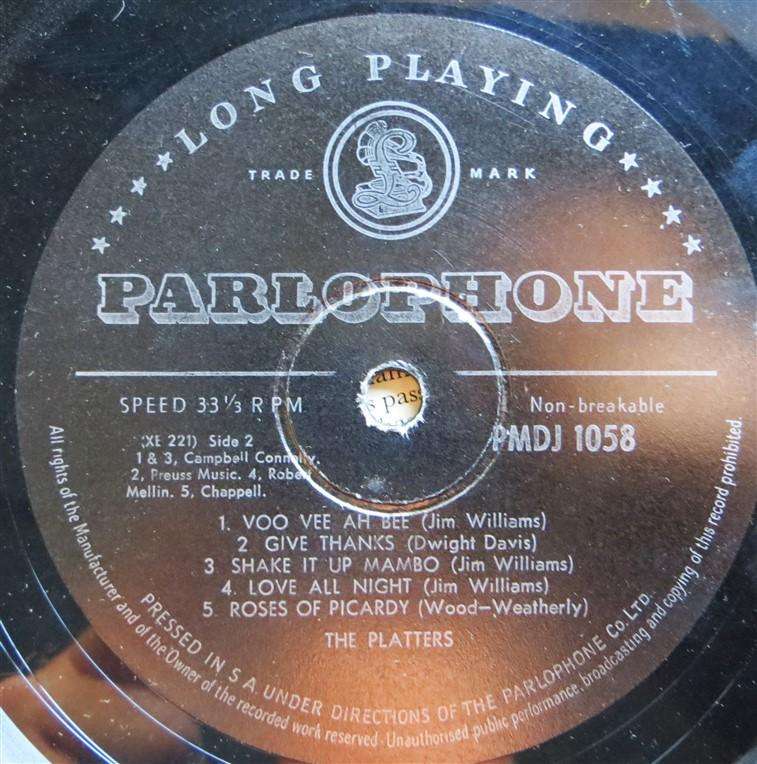 LONG PLAYING
TRADE MARK
PARLOPHONE
SPEED 33 1/3 RPM
Non-breakable
PMDJ 1058
(XE 221) Side 2
1 & 3, Campbell Connelly.
2, Preuss Music. 4, Robert
Mellin. 5, Chappell.
pass
1. VOO VEE AH BEE (Jim Williams)
2 GIVE THANKS (Dwight Davis)
3 SHAKE IT UP MAMBO (Jim Williams)
4. LOVE ALL NIGHT (Jim Williams)
5. ROSES OF PICARDY (Wood-Weatherly)
THE PLATTERS
PRESSED IN S.A. UNDER DIRECTIONS OF THE PARLOPHONE Co. LTD.
All rights of the Manufacturer and of the Owner of the recorded work reserved. Unauthorised public performance, broadcasting and copying of this record prohibited.